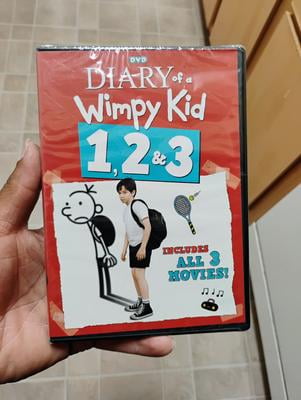 DVD
DIARY of a
Wimpy Kid
1, 2 & 3
INCLUDES
ALL 3
MOVIES!